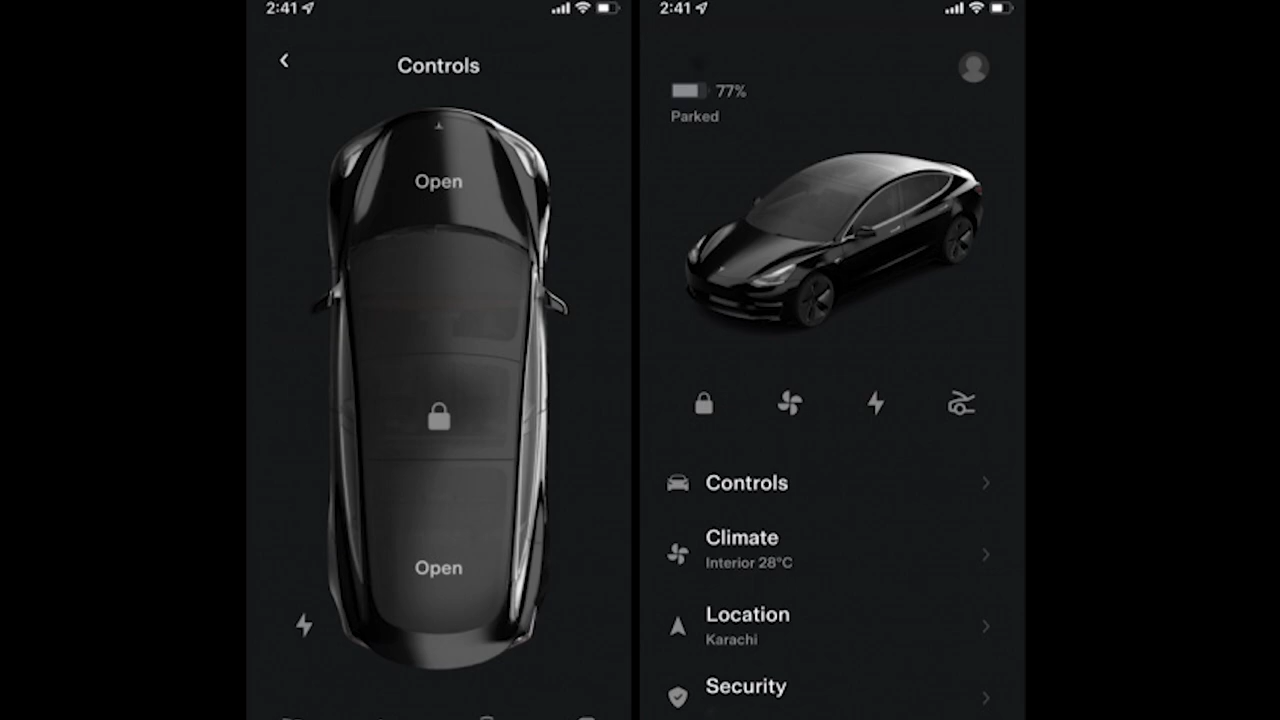 2:41
Controls
Open
Open
2:41
77%
Parked
Controls
Climate
Interior 28°C
Location
Karachi
Security